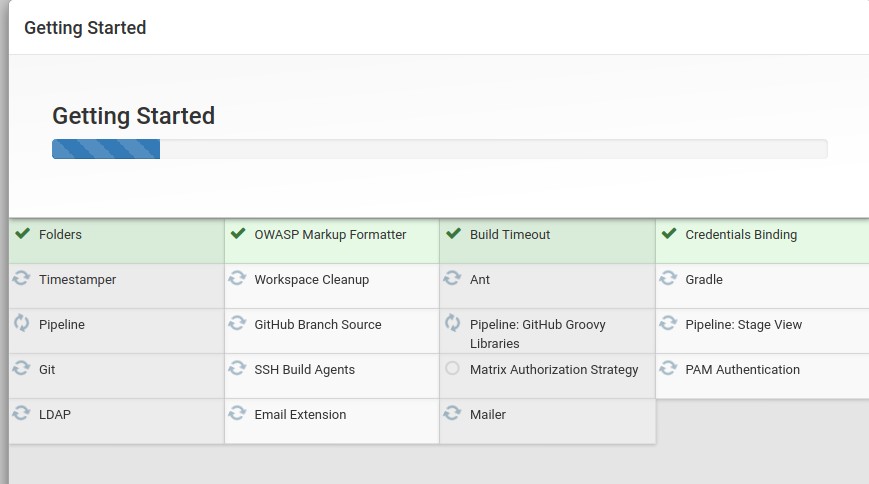 Getting Started
Getting Started
Folders
OWASP Markup Formatter
Build Timeout
Credentials Binding
Timestamper
Workspace Cleanup
Ant
Gradle
Pipeline
GitHub Branch Source
Pipeline: GitHub Groovy
Libraries
Pipeline: Stage View
Git
SSH Build Agents
Matrix Authorization Strategy
PAM Authentication
LDAP
Email Extension
Mailer